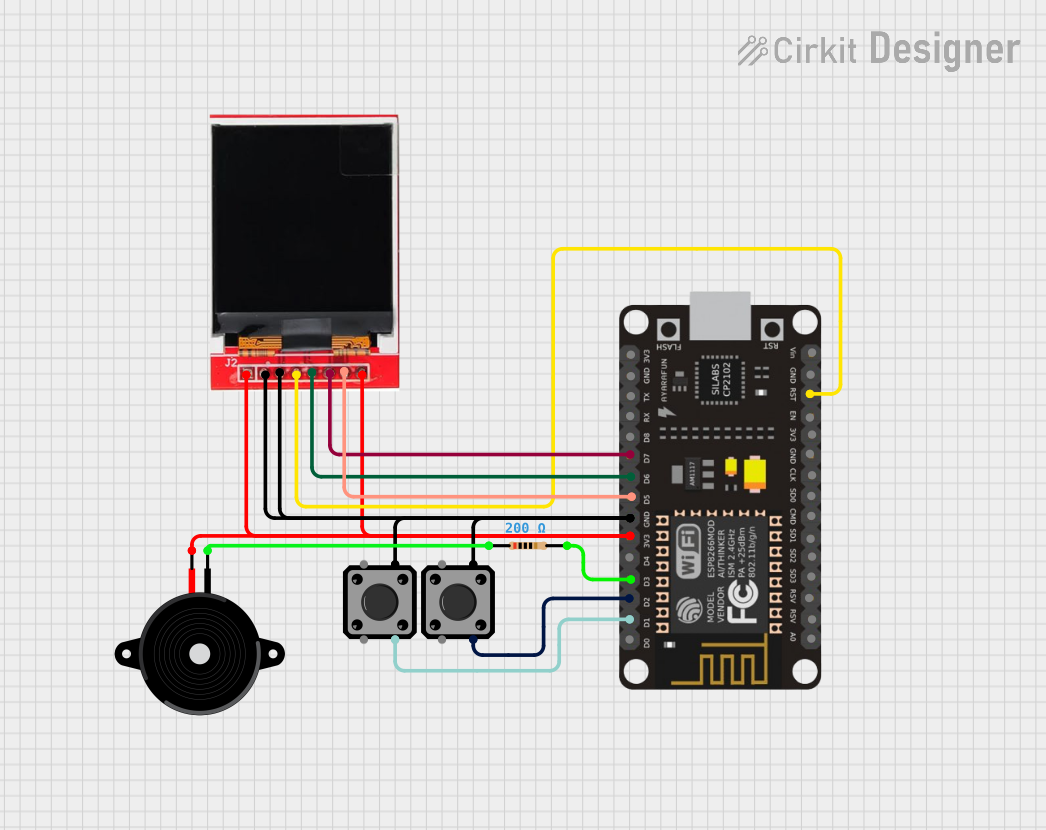 Cirkit Designer
J2
FLASH
RST
3V3
GND
TX
RX
D8
D7
D6
D5
GND
3V3
D4
D3
D2
D1
D0
AYARAFUN
SiLABS
CP2102
AM1117
Vin
GND
RST
EN
3V3
GND
CLK
SD0
CMD
SD1
SD2
SD3
RSV
RSV
A0
200 Ω
WiFi
MODEL ESP8266MOD
VENDOR AI/THINKER
ISM 2.4GHz
PA +25dBm
802.11b/g/n
FC